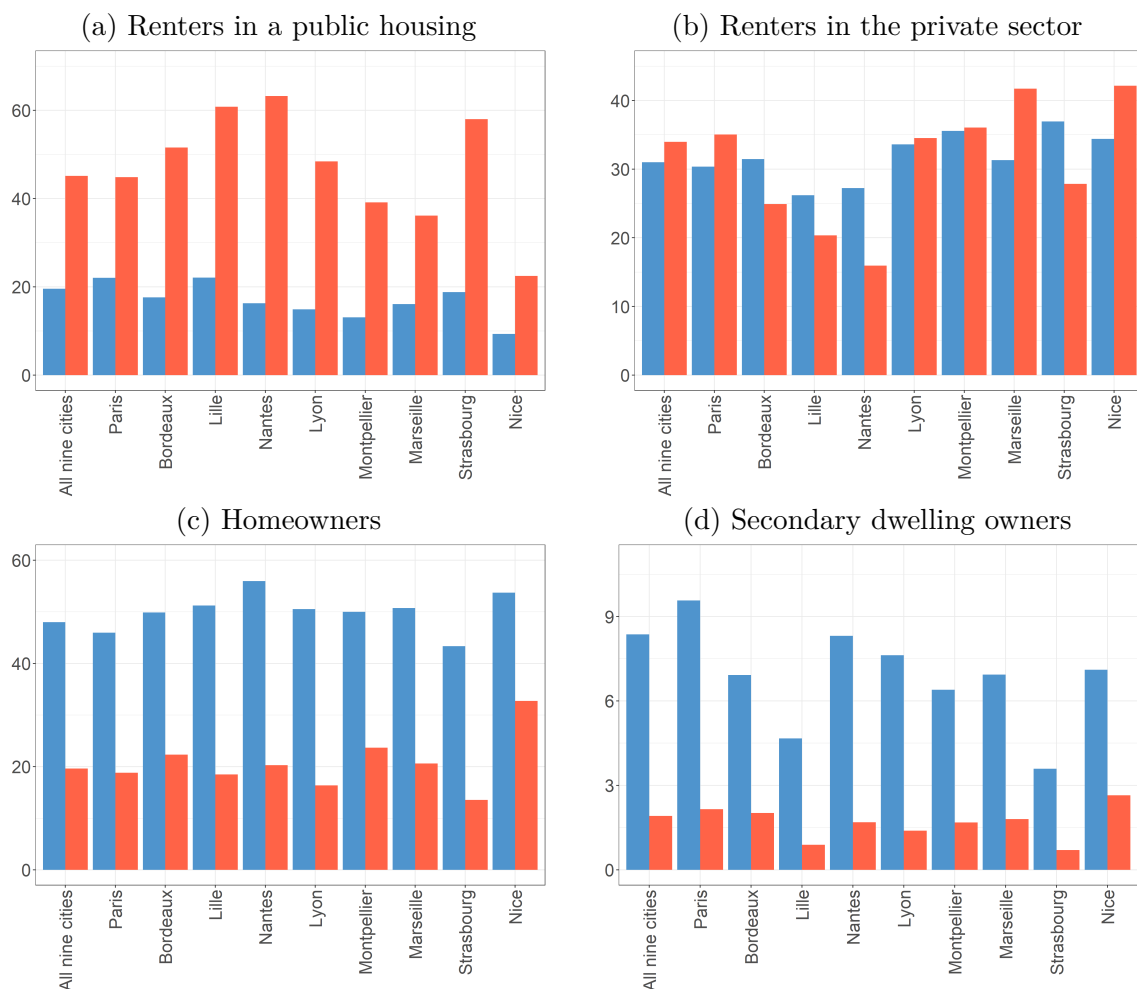 (a) Renters in a public housing
60
40
20
0
All nine cities
Paris
Bordeaux
Lille
Nantes
Lyon
Montpellier
Marseille
Strasbourg
Nice
(b) Renters in the private sector
40
30
20
10
0
All nine cities
Paris
Bordeaux
Lille
Nantes
Lyon
Montpellier
Marseille
Strasbourg
Nice
(c) Homeowners
60
40
20
0
All nine cities
Paris
Bordeaux
Lille
Nantes
Lyon
Montpellier
Marseille
Strasbourg
Nice
(d) Secondary dwelling owners
9
6
3
0
All nine cities
Paris
Bordeaux
Lille
Nantes
Lyon
Montpellier
Marseille
Strasbourg
Nice